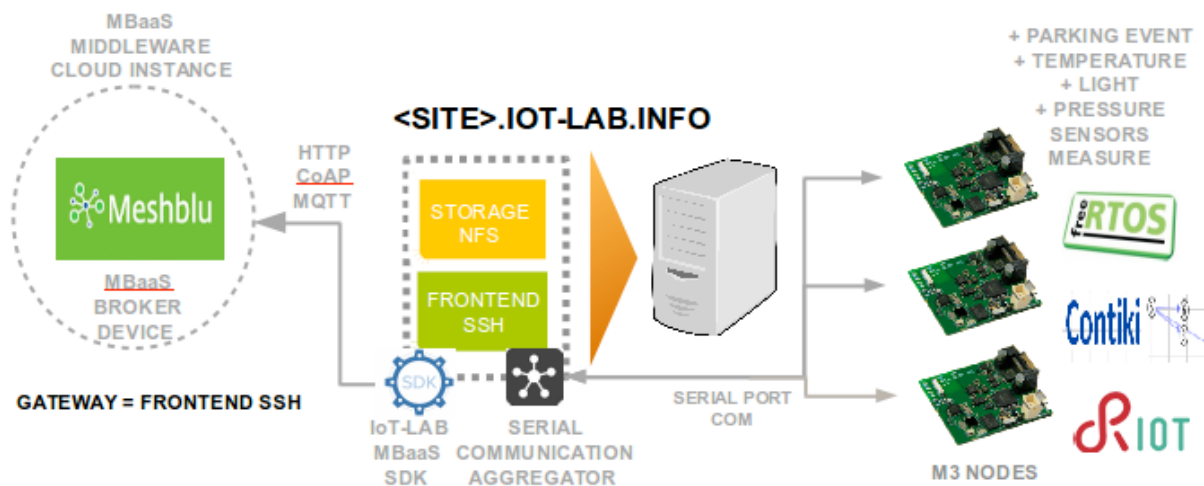 MBaaS
MIDDLEWARE
CLOUD INSTANCE
Meshblu
MBaaS
BROKER
DEVICE
GATEWAY = FRONTEND SSH
HTTP
CoAP
MQTT
<SITE>.IOT-LAB.INFO
STORAGE
NFS
FRONTEND
SSH
SDK
IoT-LAB
MBaaS
SDK
SERIAL
COMMUNICATION
AGGREGATOR
SERIAL PORT
COM
+ PARKING EVENT
+ TEMPERATURE
+ LIGHT
+ PRESSURE
SENSORS
MEASURE
free RTOS
Contiki
RIOT
M3 NODES